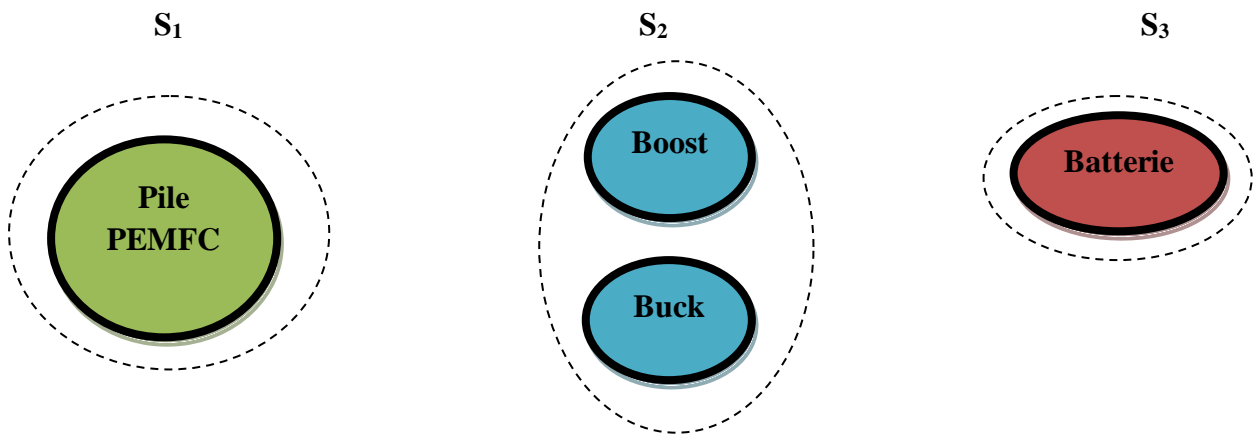 S₁
S₂
S₃
Pile
PEMFC
Boost
Buck
Batterie